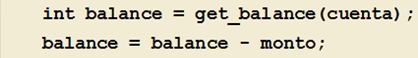 int balance = get_balance(cuenta);
balance = balance - monto;